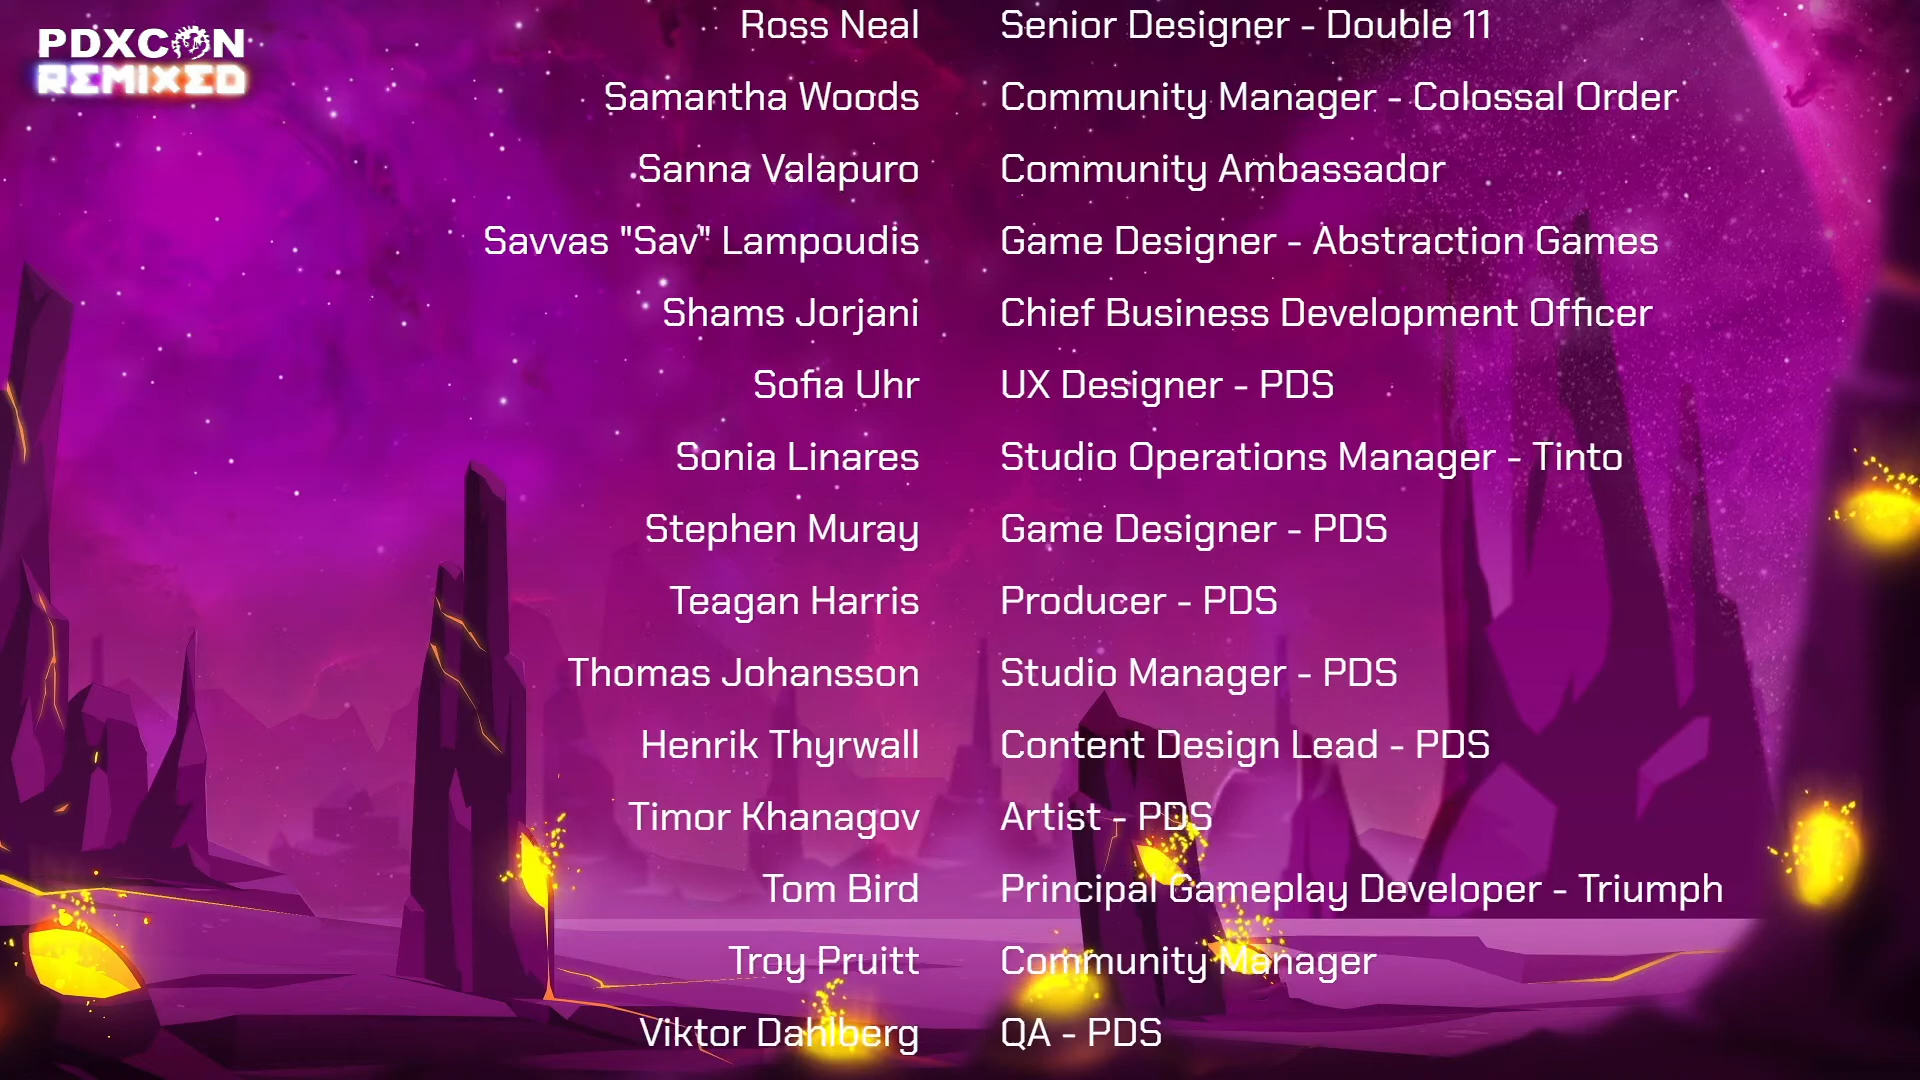 PDXCON
REMIXED
Ross Neal Senior Designer - Double 11
Samantha Woods Community Manager - Colossal Order
Sanna Valapuro Community Ambassador
Savvas "Sav" Lampoudis Game Designer - Abstraction Games
Shams Jorjani Chief Business Development Officer
Sofia Uhr UX Designer - PDS
Sonia Linares Studio Operations Manager - Tinto
Stephen Muray Game Designer - PDS
Teagan Harris Producer - PDS
Thomas Johansson Studio Manager - PDS
Henrik Thyrwall Content Design Lead - PDS
Timor Khanagov Artist - PDS
Tom Bird Principal Gameplay Developer - Triumph
Troy Pruitt Community Manager
Viktor Dahlberg QA - PDS